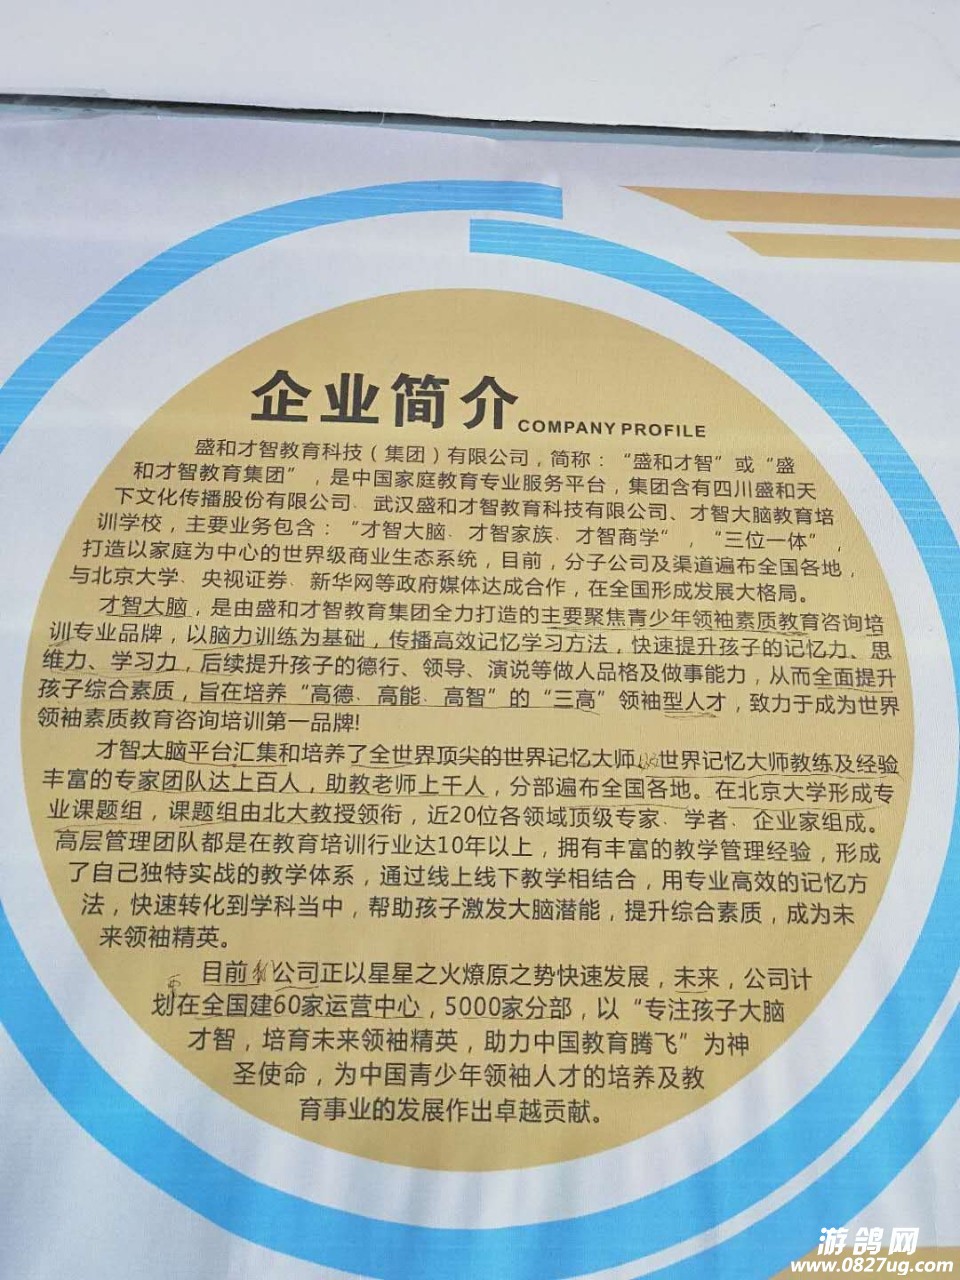 企业简介 COMPANY PROFILE
盛和才智教育科技（集团）有限公司，简称：“盛和才智”或“盛
和才智教育集团”，是中国家庭教育专业服务平台，集团含有四川盛和天
下文化传播股份有限公司、武汉盛和才智教育科技有限公司、才智大脑教育培
训学校，主要业务包含：“才智大脑、才智家族、才智商学”，“三位一体”，
打造以家庭为中心的世界级商业生态系统，目前，分子公司及渠道遍布全国各地，
与北京大学、央视证券、新华网等政府媒体达成合作，在全国形成发展大格局。
才智大脑，是由盛和才智教育集团全力打造的主要聚焦青少年领袖素质教育咨询培
训专业品牌，以脑力训练为基础，传播高效记忆学习方法，快速提升孩子的记忆力、思
维力、学习力，后续提升孩子的德行、领导、演说等做人品格及做事能力，从而全面提升
孩子综合素质，旨在培养“高德、高能、高智”的“三高”领袖型人才，致力于成为世界
领袖素质教育咨询培训第一品牌!
才智大脑平台汇集和培养了全世界顶尖的世界记忆大师、世界记忆大师教练及经验
丰富的专家团队达上百人，助教老师上千人，分部遍布全国各地。在北京大学形成专
业课题组，课题组由北大教授领衔，近20位各领域顶级专家、学者、企业家组成。
高层管理团队都是在教育培训行业达10年以上，拥有丰富的教学管理经验，形成
了自己独特实战的教学体系，通过线上线下教学相结合，用专业高效的记忆方
法，快速转化到学科当中，帮助孩子激发大脑潜能，提升综合素质，成为未
来领袖精英。
目前公司正以星星之火燎原之势快速发展，未来，公司计
划在全国建60家运营中心，5000家分部，以“专注孩子大脑
才智，培育未来领袖精英，助力中国教育腾飞”为神
圣使命，为中国青少年领袖人才的培养及教
育事业的发展作出卓越贡献。
游鸽网
www.0827ug.com